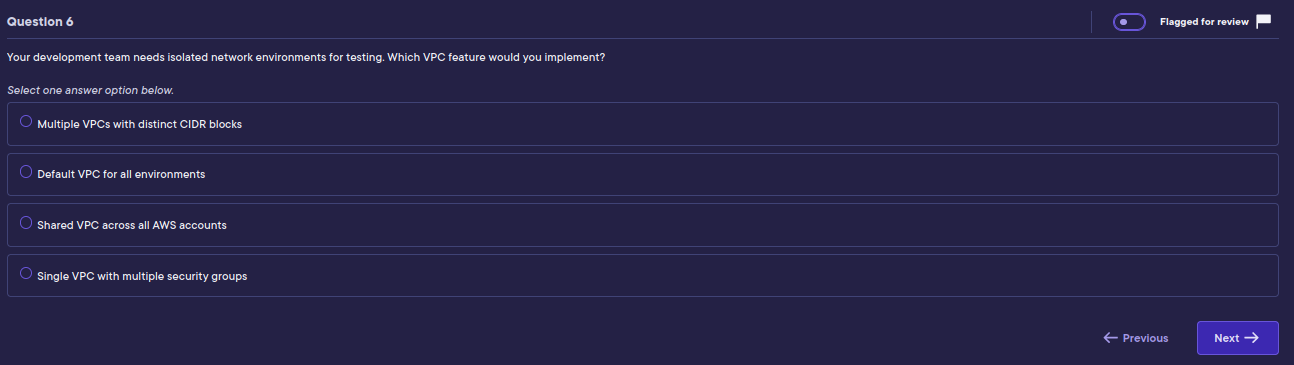 Question 6
Flagged for review
Your development team needs isolated network environments for testing. Which VPC feature would you implement?
Select one answer option below.
Multiple VPCs with distinct CIDR blocks
Default VPC for all environments
Shared VPC across all AWS accounts
Single VPC with multiple security groups
Previous
Next